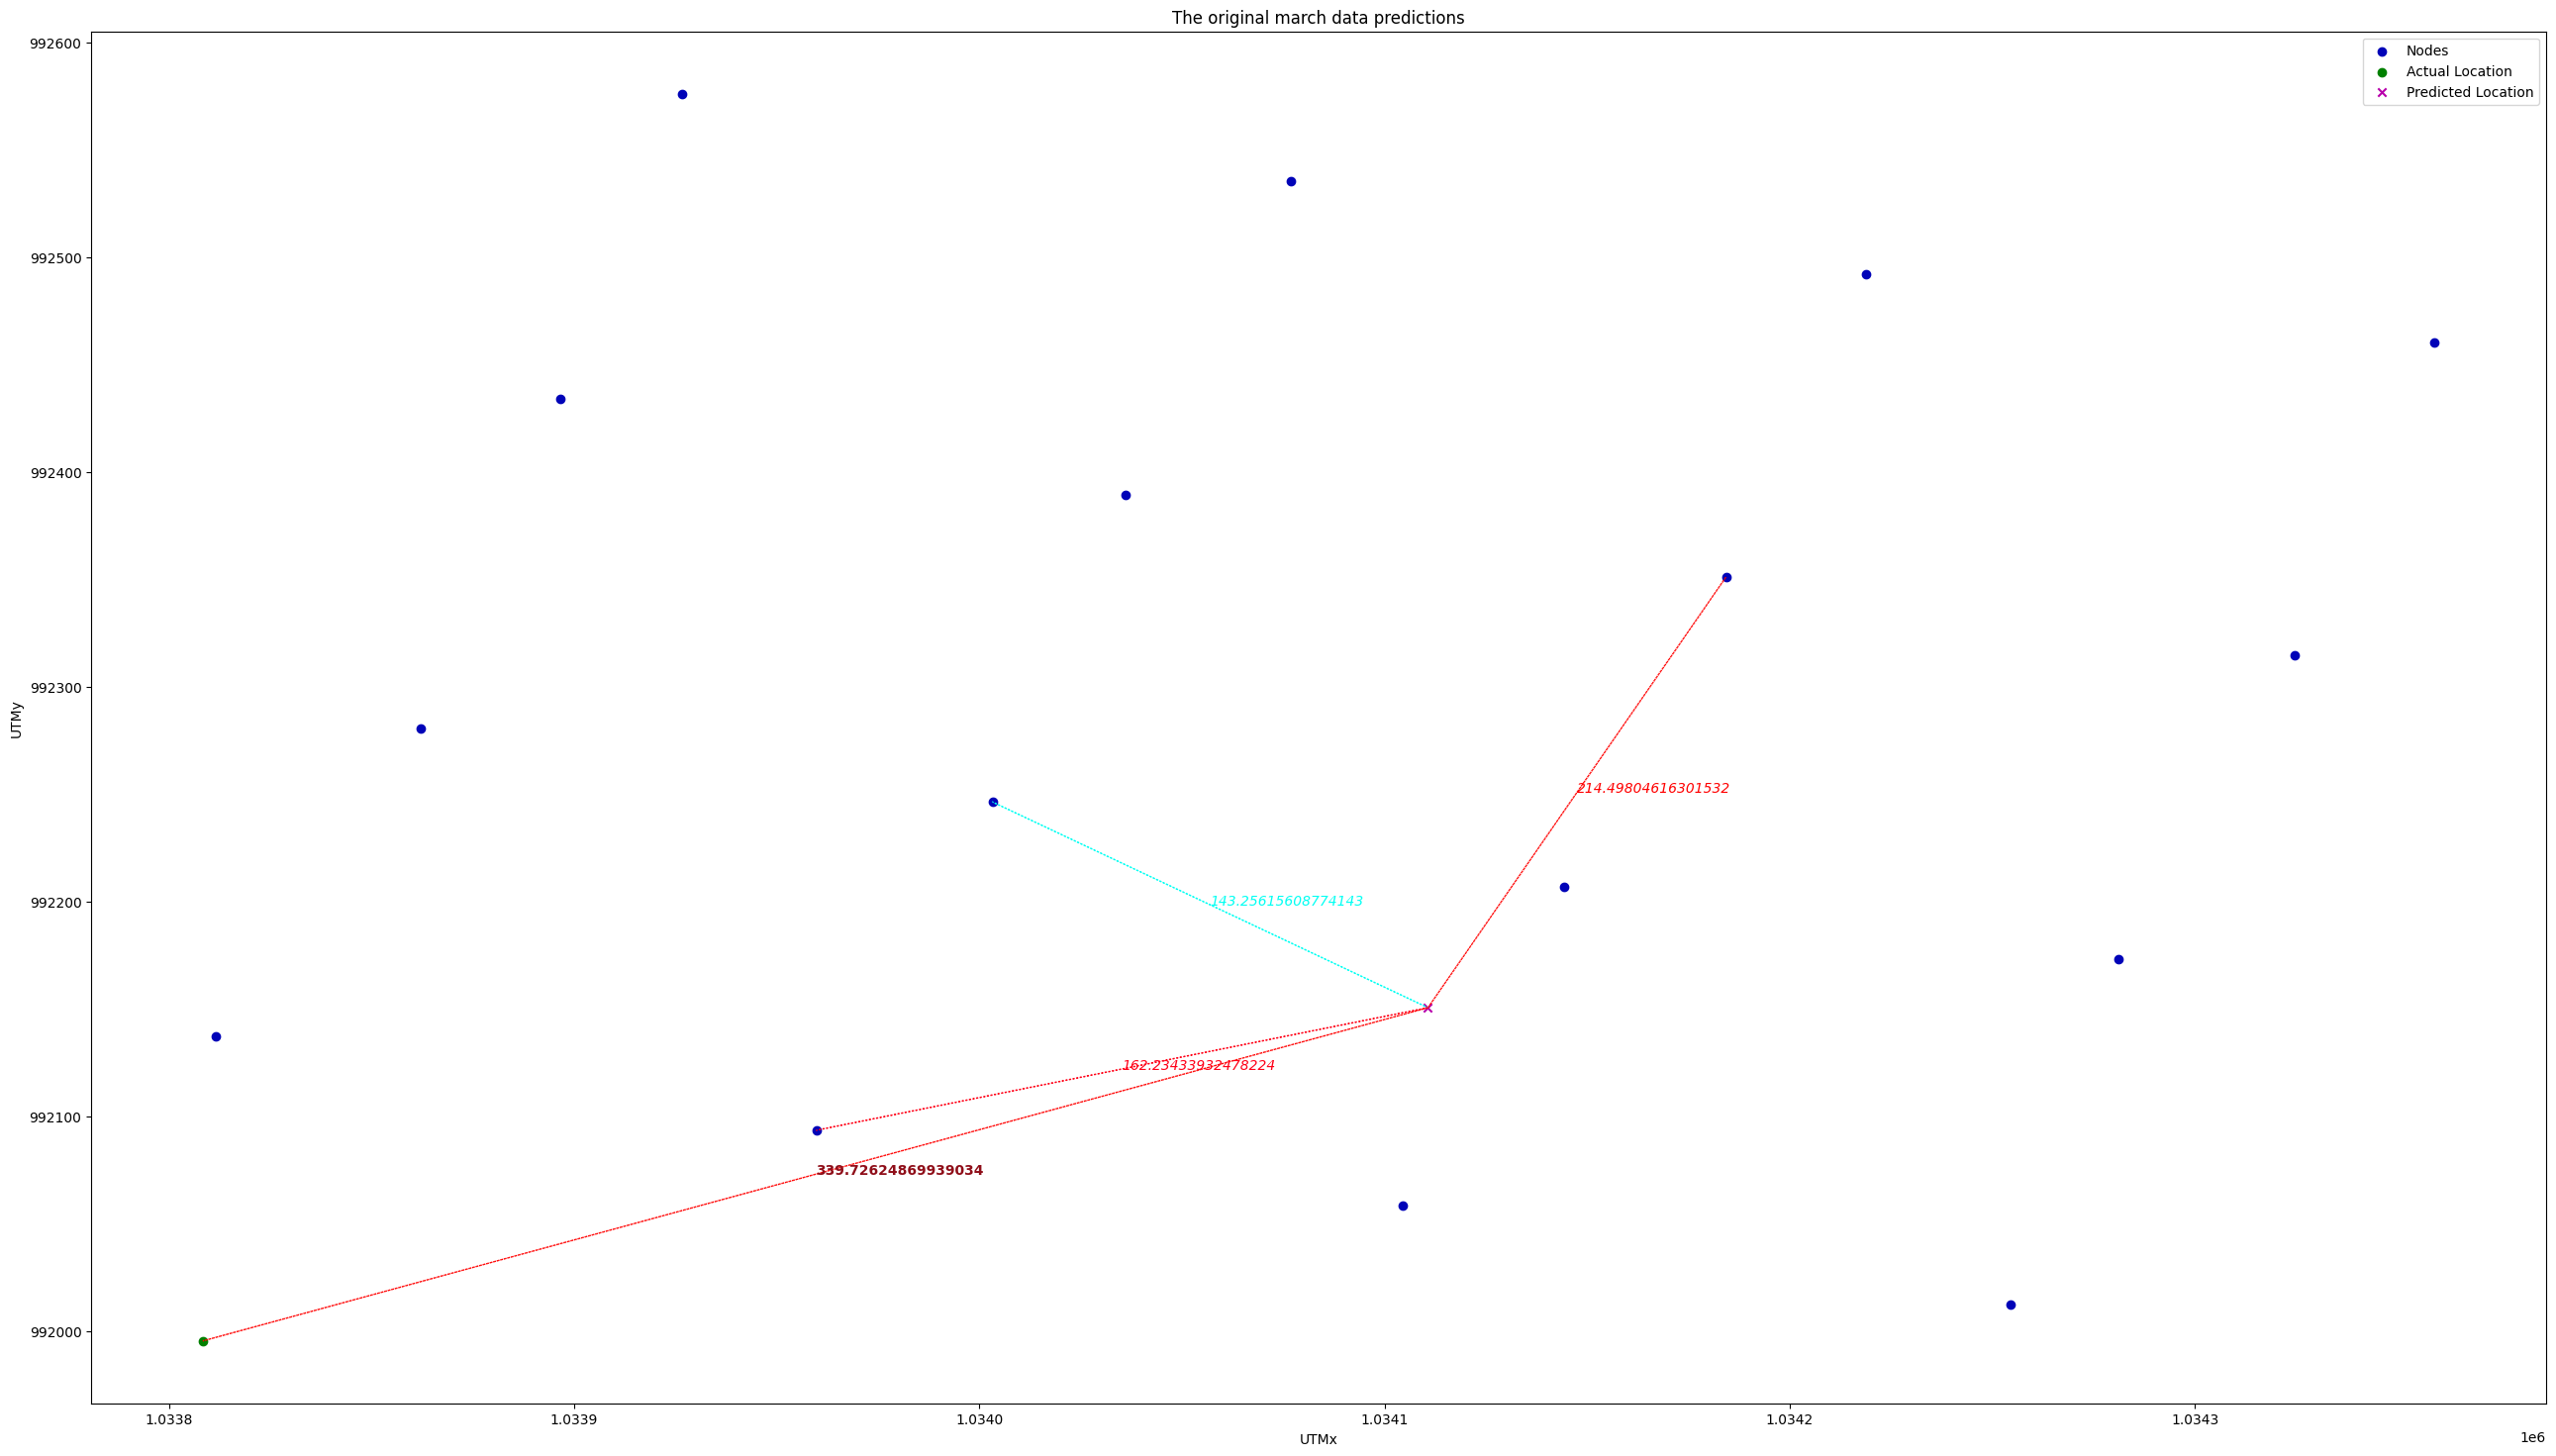 The original march data predictions
Nodes
Actual Location
Predicted Location
992600
992500
992400
992300
992200
992100
992000
UTMy
214.49804616301532
143.25615608774143
162.23433932478224
339.72624869939034
1.0338
1.0339
1.0340
1.0341
1.0342
1.0343
UTMx
1e6